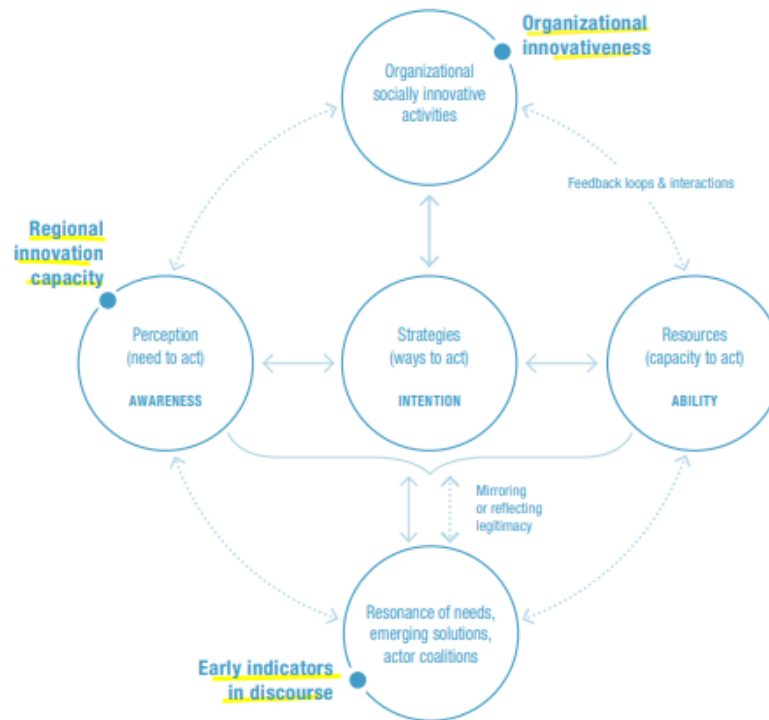 Organizational
innovativeness
Organizational
socially innovative
activities
Feedback loops & interactions
Regional
innovation
capacity
Perception
(need to act)
AWARENESS
Strategies
(ways to act)
INTENTION
Resources
(capacity to act)
ABILITY
Mirroring
or reflecting
legitimacy
Resonance of needs,
emerging solutions,
actor coalitions
Early indicators
in discourse